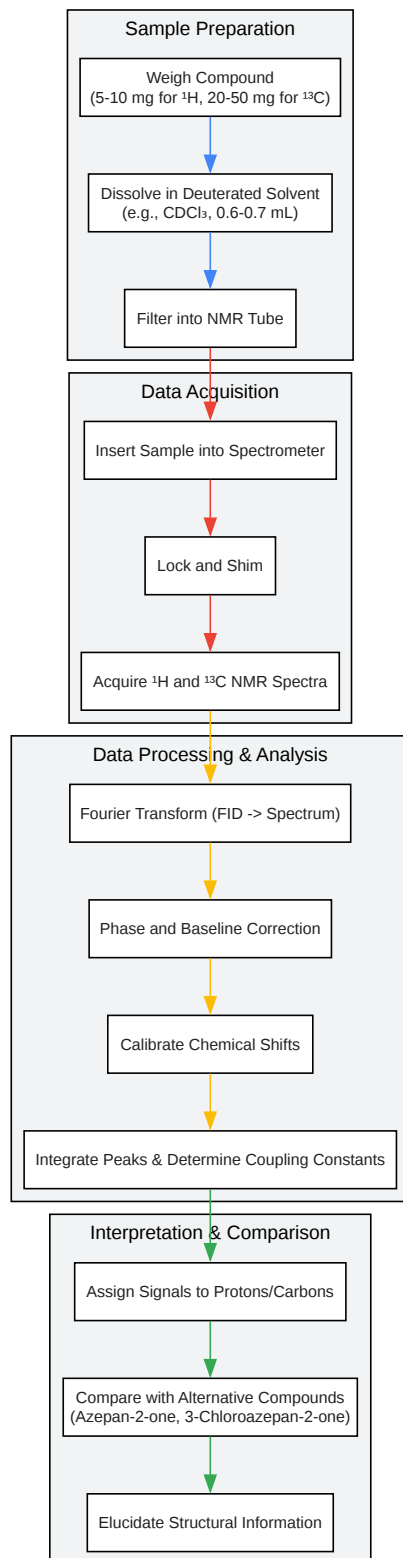 Sample Preparation
Weigh Compound
(5-10 mg for ¹H, 20-50 mg for ¹³C)
Dissolve in Deuterated Solvent
(e.g., CDCl₃, 0.6-0.7 mL)
Filter into NMR Tube
Data Acquisition
Insert Sample into Spectrometer
Lock and Shim
Acquire ¹H and ¹³C NMR Spectra
Data Processing & Analysis
Fourier Transform (FID -> Spectrum)
Phase and Baseline Correction
Calibrate Chemical Shifts
Integrate Peaks & Determine Coupling Constants
Interpretation & Comparison
Assign Signals to Protons/Carbons
Compare with Alternative Compounds
(Azepan-2-one, 3-Chloroazepan-2-one)
Elucidate Structural Information